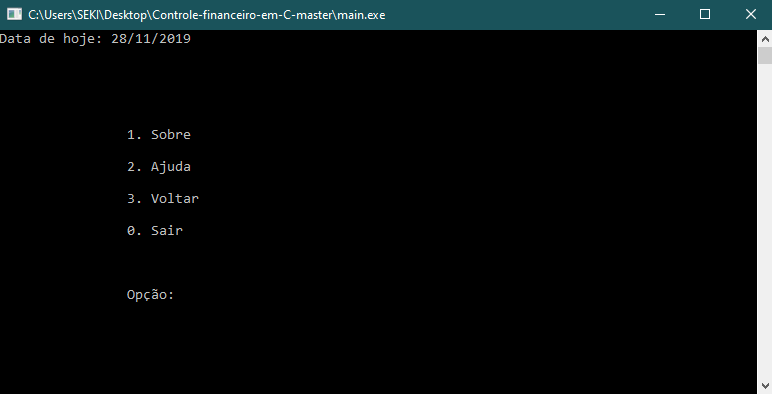 C:\Users\SEKI\Desktop\Controle-financeiro-em-C-master\main.exe
Data de hoje: 28/11/2019
1. Sobre
2. Ajuda
3. Voltar
0. Sair
Opção: